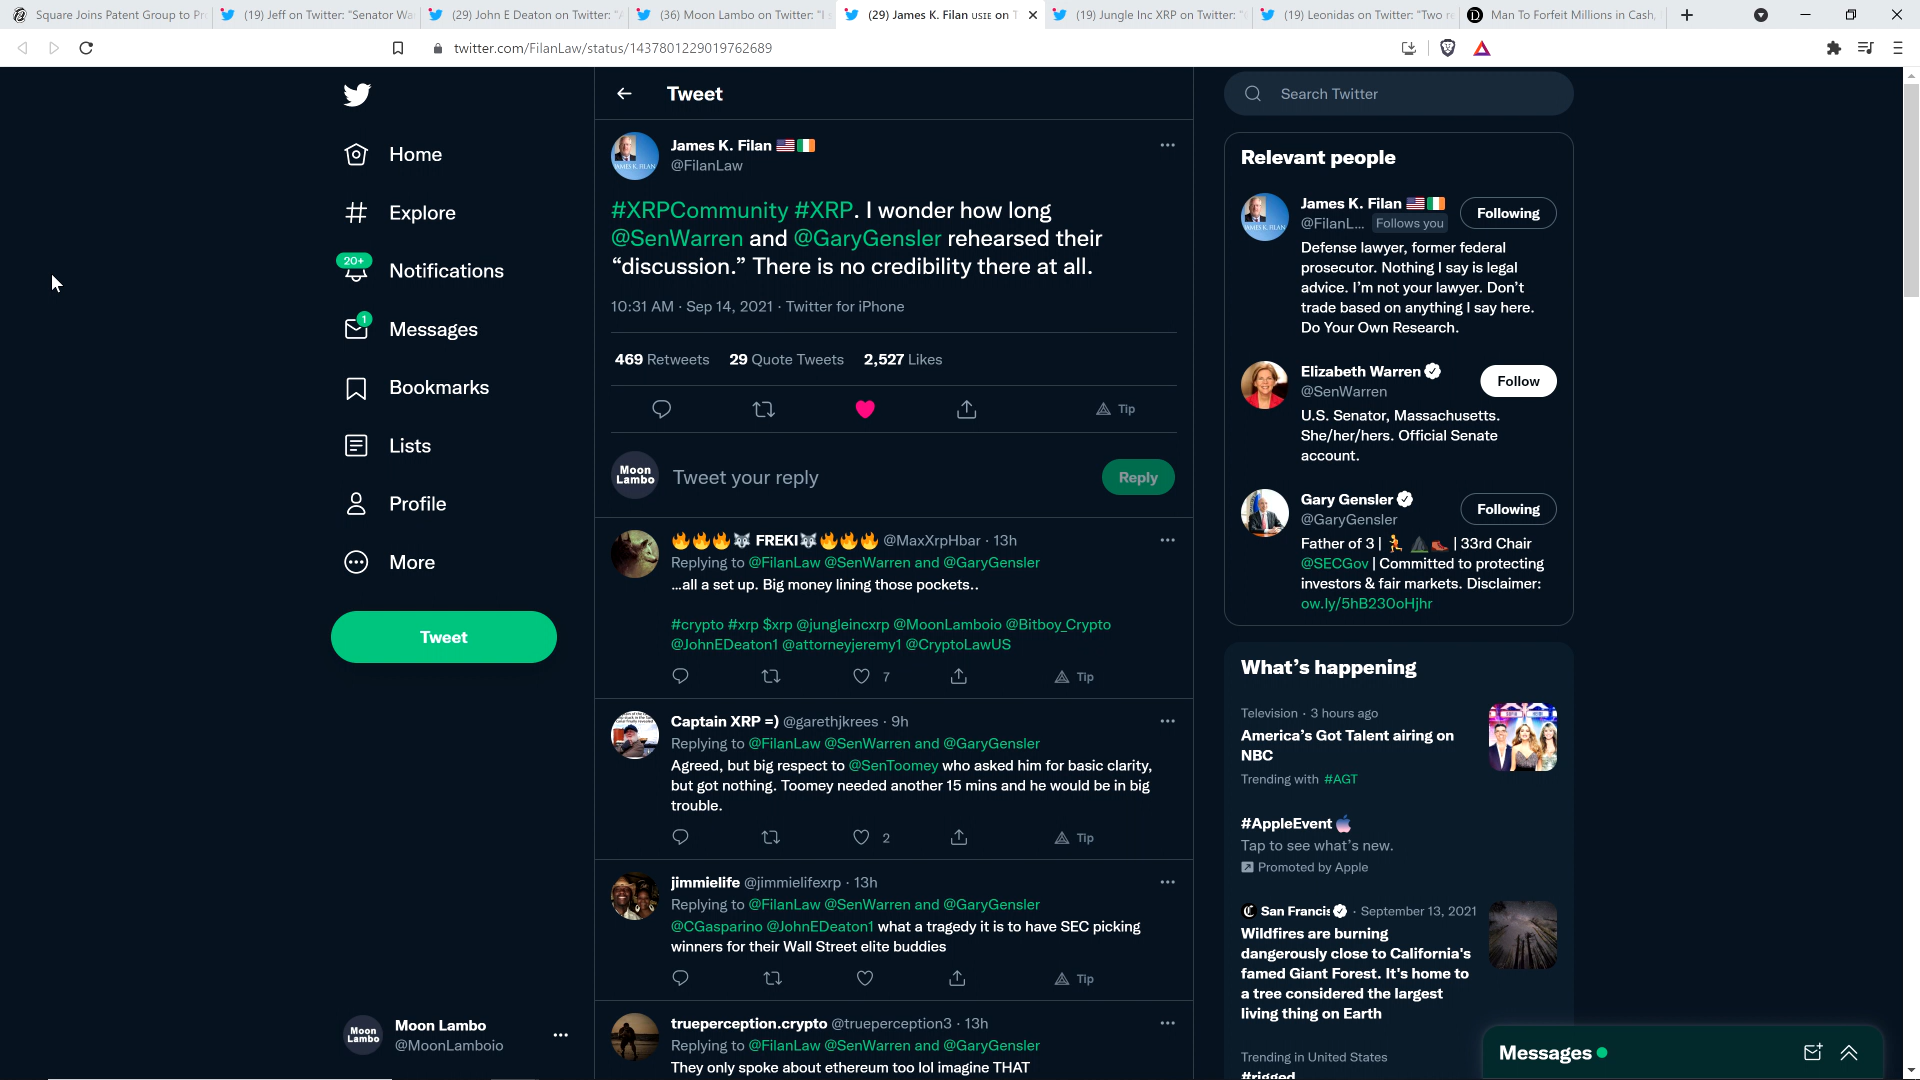 Square Joins Patent Group to Pr
(19) Jeff on Twitter: "Senator Wa
(29) John E Deaton on Twitter: "
(36) Moon Lambo on Twitter: "I s
(29) James K. Filan ᴜsɪᴇ on T
(19) Jungle Inc XRP on Twitter: "
(19) Leonidas on Twitter: "Two re
Man To Forfeit Millions in Cash,
twitter.com/FilanLaw/status/1437801229019762689
Home
Explore
20+
Notifications
1
Messages
Bookmarks
Lists
Profile
More
Tweet
Moon Lambo
Moon Lambo
@MoonLamboio
Tweet
James K. Filan 🇺🇸🇮🇪
@FilanLaw
#XRPCommunity #XRP. I wonder how long
@SenWarren and @GaryGensler rehearsed their
“discussion.” There is no credibility there at all.
10:31 AM · Sep 14, 2021 · Twitter for iPhone
469 Retweets 29 Quote Tweets 2,527 Likes
Tip
Moon Lambo
Tweet your reply
Reply
🔥🔥🔥🐺 FREKI🐺🔥🔥🔥 @MaxXrpHbar · 13h
Replying to @FilanLaw @SenWarren and @GaryGensler
...all a set up. Big money lining those pockets..
#crypto #xrp $xrp @jungleincxrp @MoonLamboio @Bitboy_Crypto
@JohnEDeaton1 @attorneyjeremy1 @CryptoLawUS
7
Tip
Captain XRP =) @garethjkrees · 9h
Replying to @FilanLaw @SenWarren and @GaryGensler
Agreed, but big respect to @SenToomey who asked him for basic clarity,
but got nothing. Toomey needed another 15 mins and he would be in big
trouble.
2
Tip
jimmielife @jimmielifexrp · 13h
Replying to @FilanLaw @SenWarren and @GaryGensler
@CGasparino @JohnEDeaton1 what a tragedy it is to have SEC picking
winners for their Wall Street elite buddies
Tip
trueperception.crypto @trueperception3 · 13h
Replying to @FilanLaw @SenWarren and @GaryGensler
They only spoke about ethereum too lol imagine THAT
Search Twitter
Relevant people
James K. Filan 🇺🇸🇮🇪
@FilanL... Follows you
Following
Defense lawyer, former federal
prosecutor. Nothing I say is legal
advice. I’m not your lawyer. Don’t
trade based on anything I say here.
Do Your Own Research.
Elizabeth Warren
@SenWarren
Follow
U.S. Senator, Massachusetts.
She/her/hers. Official Senate
account.
Gary Gensler
@GaryGensler
Following
Father of 3 | 🏃 ⛰️🥾 | 33rd Chair
@SECGov | Committed to protecting
investors & fair markets. Disclaimer:
ow.ly/5hB230oHjhr
What’s happening
Television · 3 hours ago
America’s Got Talent airing on
NBC
Trending with #AGT
#AppleEvent
Tap to see what’s new.
Promoted by Apple
San Francis · September 13, 2021
Wildfires are burning
dangerously close to California's
famed Giant Forest. It's home to
a tree considered the largest
living thing on Earth
Trending in United States
#rigged
Messages